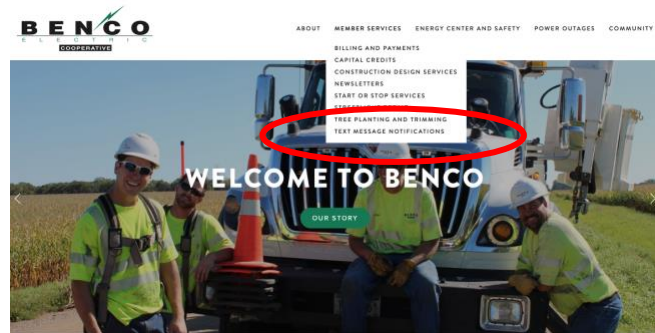 BENCO
ELECTRIC
COOPERATIVE
ABOUT MEMBER SERVICES ENERGY CENTER AND SAFETY POWER OUTAGES COMMUNITY
BILLING AND PAYMENTS
CAPITAL CREDITS
CONSTRUCTION DESIGN SERVICES
NEWSLETTERS
START OR STOP SERVICES
TREE PLANTING AND TRIMMING
TEXT MESSAGE NOTIFICATIONS
WELCOME TO BENCO
OUR STORY